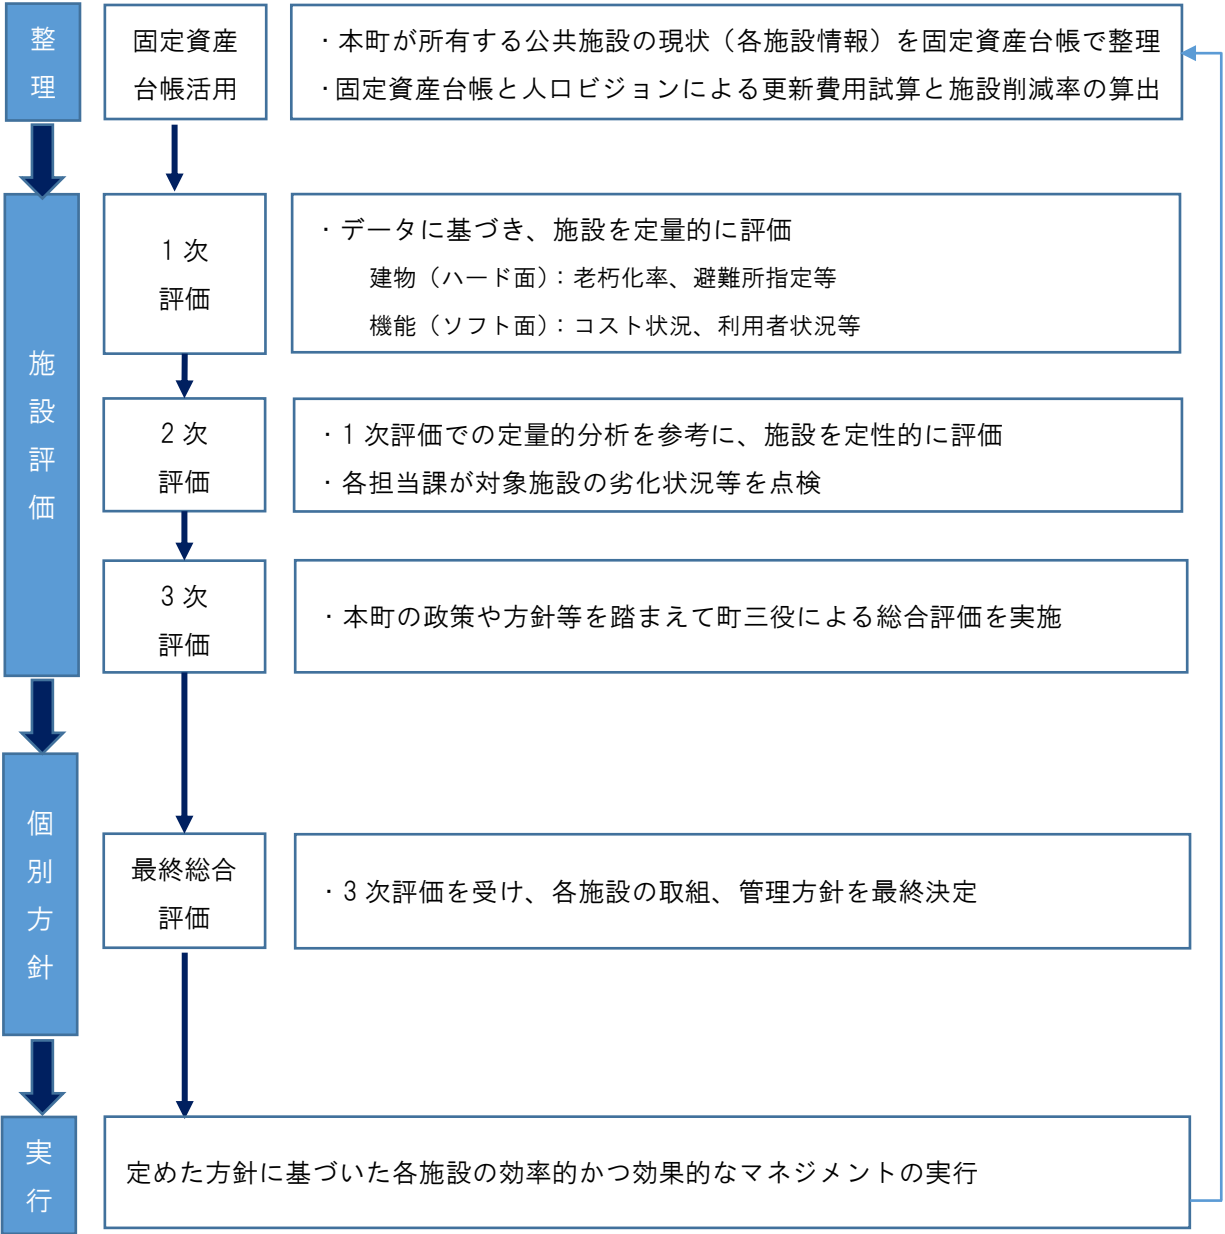 整理
固定資産
台帳活用
・本町が所有する公共施設の現状（各施設情報）を固定資産台帳で整理
・固定資産台帳と人口ビジョンによる更新費用試算と施設削減率の算出
施設評価
1次
評価
・データに基づき、施設を定量的に評価
建物（ハード面）：老朽化率、避難所指定等
機能（ソフト面）：コスト状況、利用者状況等
2次
評価
・1次評価での定量的分析を参考に、施設を定性的に評価
・各担当課が対象施設の劣化状況等を点検
3次
評価
・本町の政策や方針等を踏まえて町三役による総合評価を実施
個別方針
最終総合
評価
・3次評価を受け、各施設の取組、管理方針を最終決定
実行
定めた方針に基づいた各施設の効率的かつ効果的なマネジメントの実行